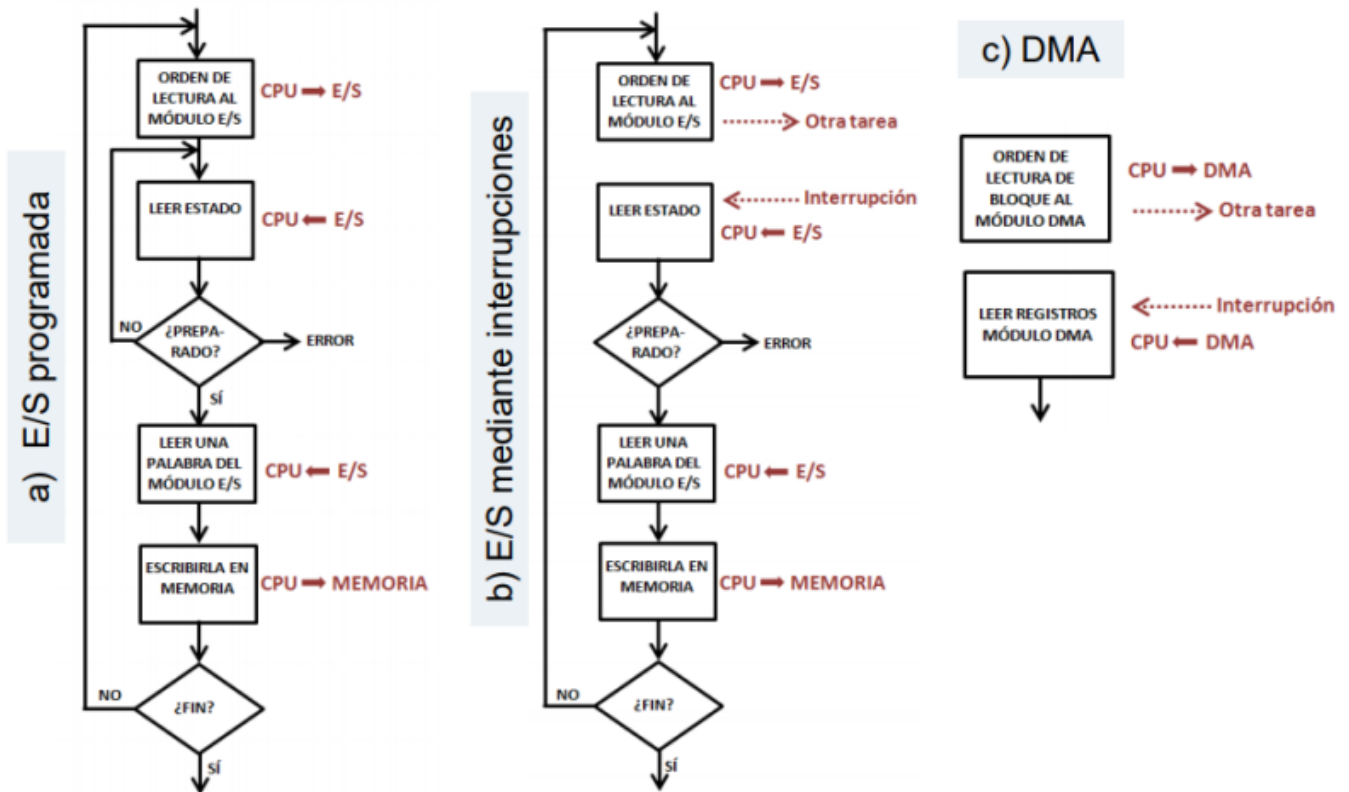 a) E/S programada
ORDEN DE
LECTURA AL
MÓDULO E/S
CPU ➡ E/S
LEER ESTADO
CPU ⬅ E/S
¿PREPA-
RADO?
NO
ERROR
SÍ
LEER UNA
PALABRA DEL
MÓDULO E/S
CPU ⬅ E/S
ESCRIBIRLA EN
MEMORIA
CPU ➡ MEMORIA
¿FIN?
NO
SÍ
b) E/S mediante interrupciones
ORDEN DE
LECTURA AL
MÓDULO E/S
CPU ➡ E/S
Otra tarea
LEER ESTADO
Interrupción
CPU ⬅ E/S
¿PREPA-
RADO?
ERROR
LEER UNA
PALABRA DEL
MÓDULO E/S
CPU ⬅ E/S
ESCRIBIRLA EN
MEMORIA
CPU ➡ MEMORIA
¿FIN?
NO
SÍ
c) DMA
ORDEN DE
LECTURA DE
BLOQUE AL
MÓDULO DMA
CPU ➡ DMA
Otra tarea
LEER REGISTROS
MÓDULO DMA
Interrupción
CPU ⬅ DMA